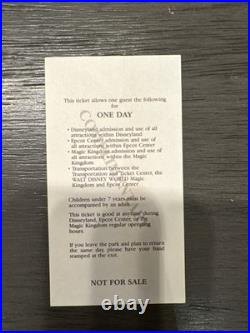 This ticket allows one guest the following
for
ONE DAY
• Disneyland admission and use of all
attractions within Disneyland
• Epcot Center admission and use of
all attractions within Epcot Center
• Magic Kingdom admission and use of
all attractions within the Magic
Kingdom
• Transportation between the
Transportation and Ticket Center, the
WALT DISNEY WORLD Magic
Kingdom and Epcot Center
Children under 7 years must be
accompanied by an adult.
This ticket is good at anytime during
Disneyland, Epcot Center, or the
Magic Kingdom regular operating
hours.
If you leave the park and plan to return
the same day, please have your hand
stamped at the exit.
NOT FOR SALE